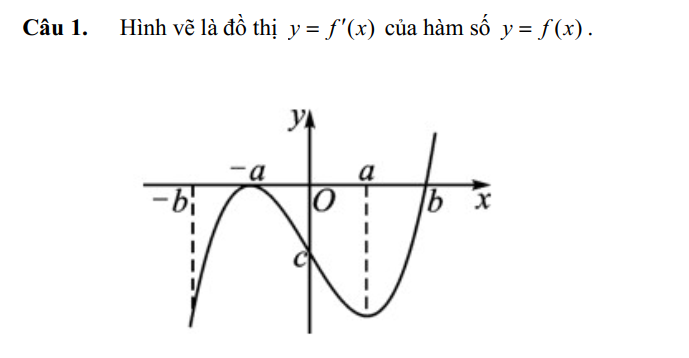 Câu 1. Hình vẽ là đồ thị y = f'(x) của hàm số y = f(x).
y
-a a
-b O b x
c